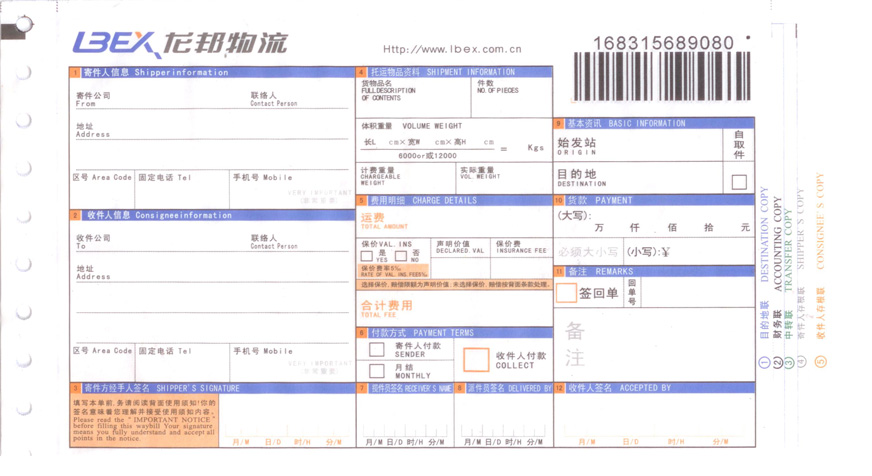 LBEX 龙邦物流
Http://www.lbex.com.cn
168315689080
1 寄件人信息 Shipper information
寄件公司
From
联络人
Contact Person
地址
Address
区号 Area Code
固定电话 Tel
手机号 Mobile
VERY IMPORTANT
2 收件人信息 Consignee information
收件公司
To
联络人
Contact Person
地址
Address
区号 Area Code
固定电话 Tel
手机号 Mobile
VERY IMPORTANT
3 寄件方经手人签名 SHIPPER'S SIGNATURE
填写本单前,务请阅读背面使用须知!你的
签名意味着您理解并接受使用须知内容。
Please read the "IMPORTANT NOTICE"
before filling this waybill Your signature
means you fully understand and accept all
points in the notice.
月/M 日/D 时/H 分/M
4 托运物品资料 SHIPMENT INFORMATION
货物品名
FULL DESCRIPTION
OF CONTENTS
件数
NO. OF PIECES
体积重量 VOLUME WEIGHT
长L cm× 宽W cm× 高H cm
6000or或12000
= Kgs
计费重量
CHARGEABLE
WEIGHT
实际重量
VOL. WEIGHT
5 费用明细 CHARGE DETAILS
运费
TOTAL AMOUNT
保价VAL. INS
是 YES
否 NO
声明价值
DECLARED. VAL
保价费
INSURANCE FEE
保价费率5‰
RATE OF VAL. INS. FEE5‰
选择保价,赔偿限额为声明价值.未选择保价,赔偿按背面条款处理。
合计费用
TOTAL FEE
6 付款方式 PAYMENT TERMS
寄件人付款
SENDER
月结
MONTHLY
收件人付款
COLLECT
7 接件员签名 RECEIVER'S NAME
月/M 日/D 时/H 分/M
8 派件员签名 DELIVERED BY
月/M 日/D 时/H 分/M
9 基本资讯 BASIC INFORMATION
始发站
ORIGIN
目的地
DESTINATION
自取件
10 货款 PAYMENT
(大写):
万 仟 佰 拾 元
必须大小写
(小写):¥
11 备注 REMARKS
签回单
回单号
备注
12 收件人签名 ACCEPTED BY
月/M 日/D 时/H 分/M
① 目的地联 DESTINATION COPY
② 财务联 ACCOUNTING COPY
③ 中转联 TRANSFER COPY
④ 寄件人存根联 SHIPPER'S COPY
⑤ 收件人存根联 CONSIGNEE'S COPY